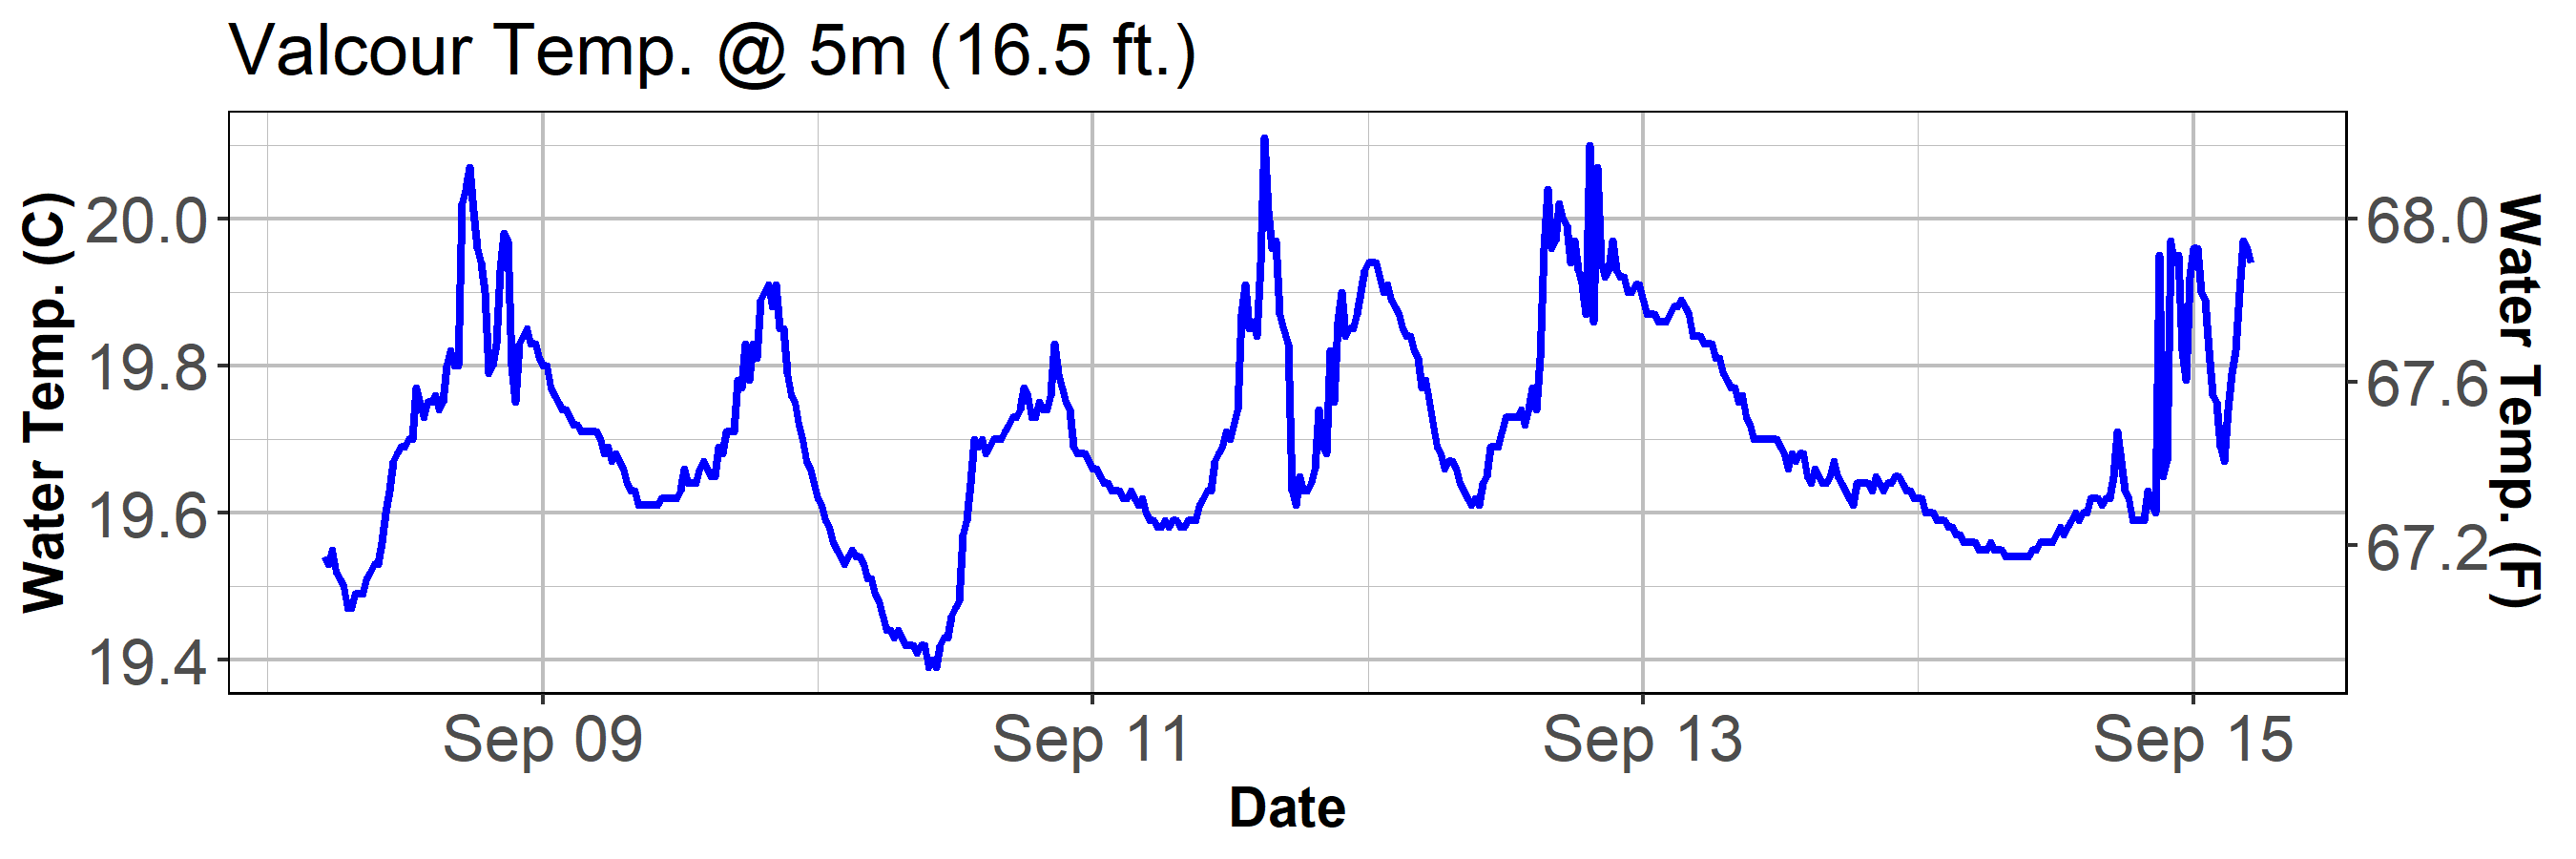 Valcour Temp. @ 5m (16.5 ft.)
Water Temp. (C)
20.0
19.8
19.6
19.4
68.0
67.6
67.2
Water Temp. (F)
Sep 09
Sep 11
Sep 13
Sep 15
Date